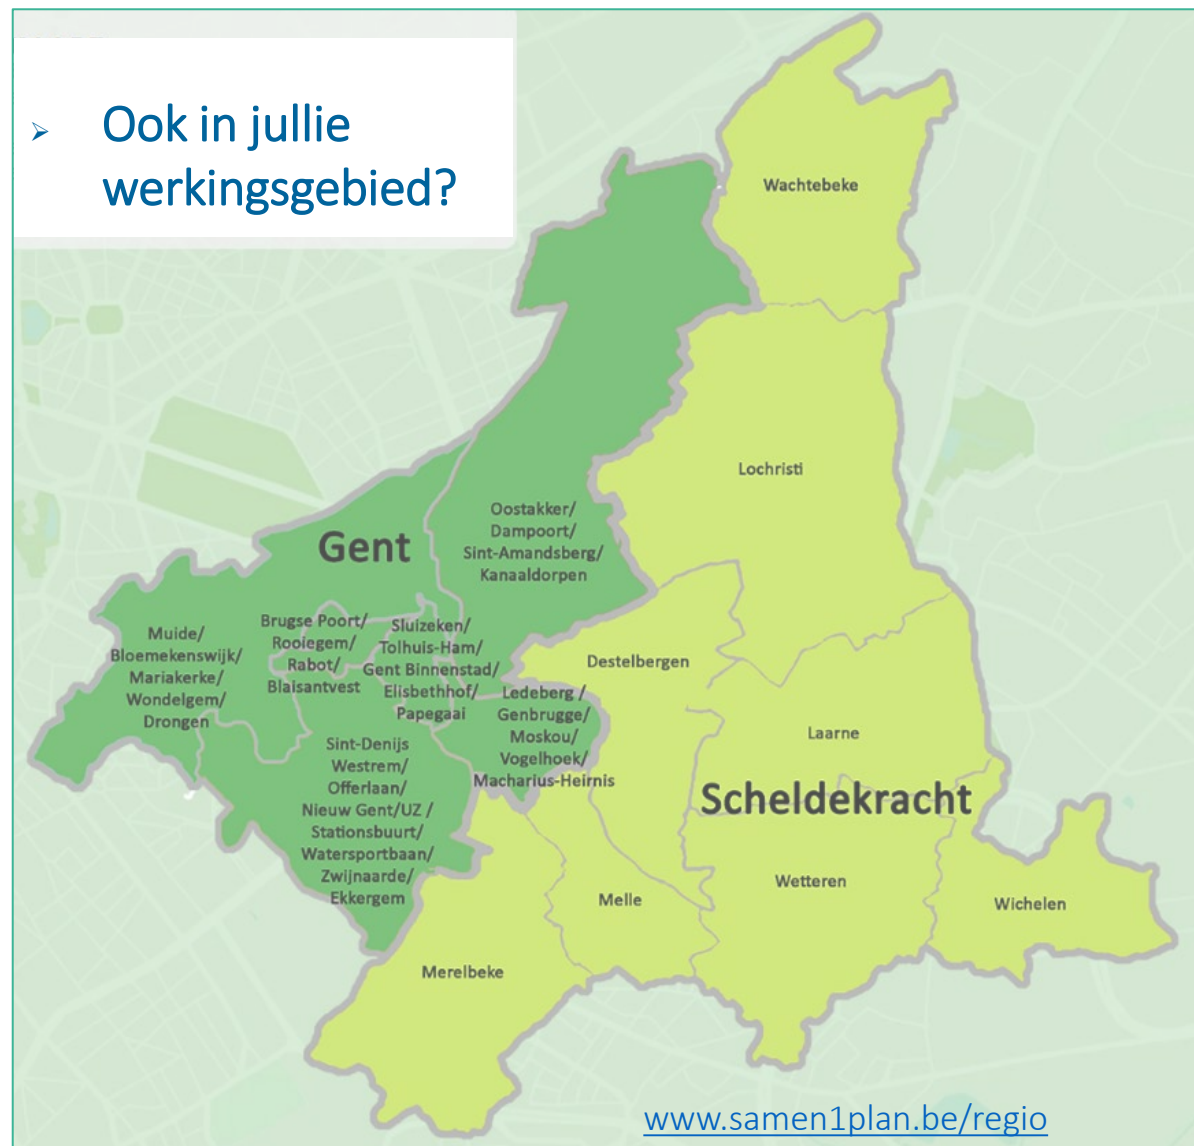 ➢ Ook in jullie
werkingsgebied?
Wachtebeke
Lochristi
Oostakker/
Dampoort/
Sint-Amandsberg/
Kanaaldorpen
Gent
Muide/
Bloemekenswijk/
Mariakerke/
Wondelgem/
Drongen
Brugse Poort/
Rooiegem/
Rabot/
Blaisantvest
Sluizeken/
Tolhuis-Ham/
Gent Binnenstad/
Elisbethhof/
Papegaai
Ledeberg /
Genbrugge/
Moskou/
Vogelhoek/
Macharius-Heirnis
Sint-Denijs
Westrem/
Offerlaan/
Nieuw Gent/UZ /
Stationsbuurt/
Watersportbaan/
Zwijnaarde/
Ekkergem
Destelbergen
Laarne
Scheldekracht
Wetteren
Melle
Wichelen
Merelbeke
www.samen1plan.be/regio